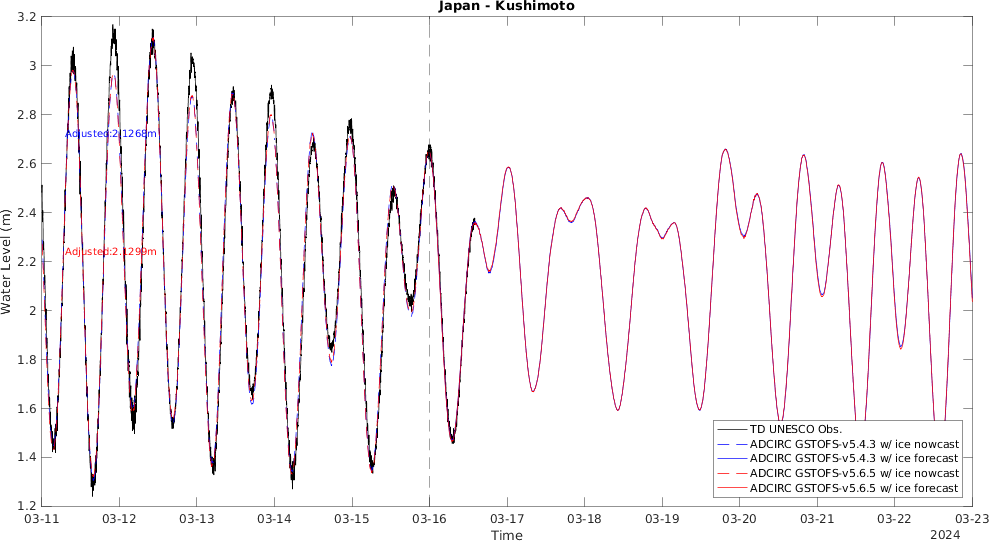 Japan - Kushimoto
3.2
3
2.8
2.6
2.4
2.2
2
1.8
1.6
1.4
1.2
Water Level (m)
Adjusted:2.1268m
Adjusted:2.1299m
TD UNESCO Obs.
ADCIRC GSTOFS-v5.4.3 w/ ice nowcast
ADCIRC GSTOFS-v5.4.3 w/ ice forecast
ADCIRC GSTOFS-v5.6.5 w/ ice nowcast
ADCIRC GSTOFS-v5.6.5 w/ ice forecast
03-11 03-12 03-13 03-14 03-15 03-16 03-17 03-18 03-19 03-20 03-21 03-22 03-23
Time
2024